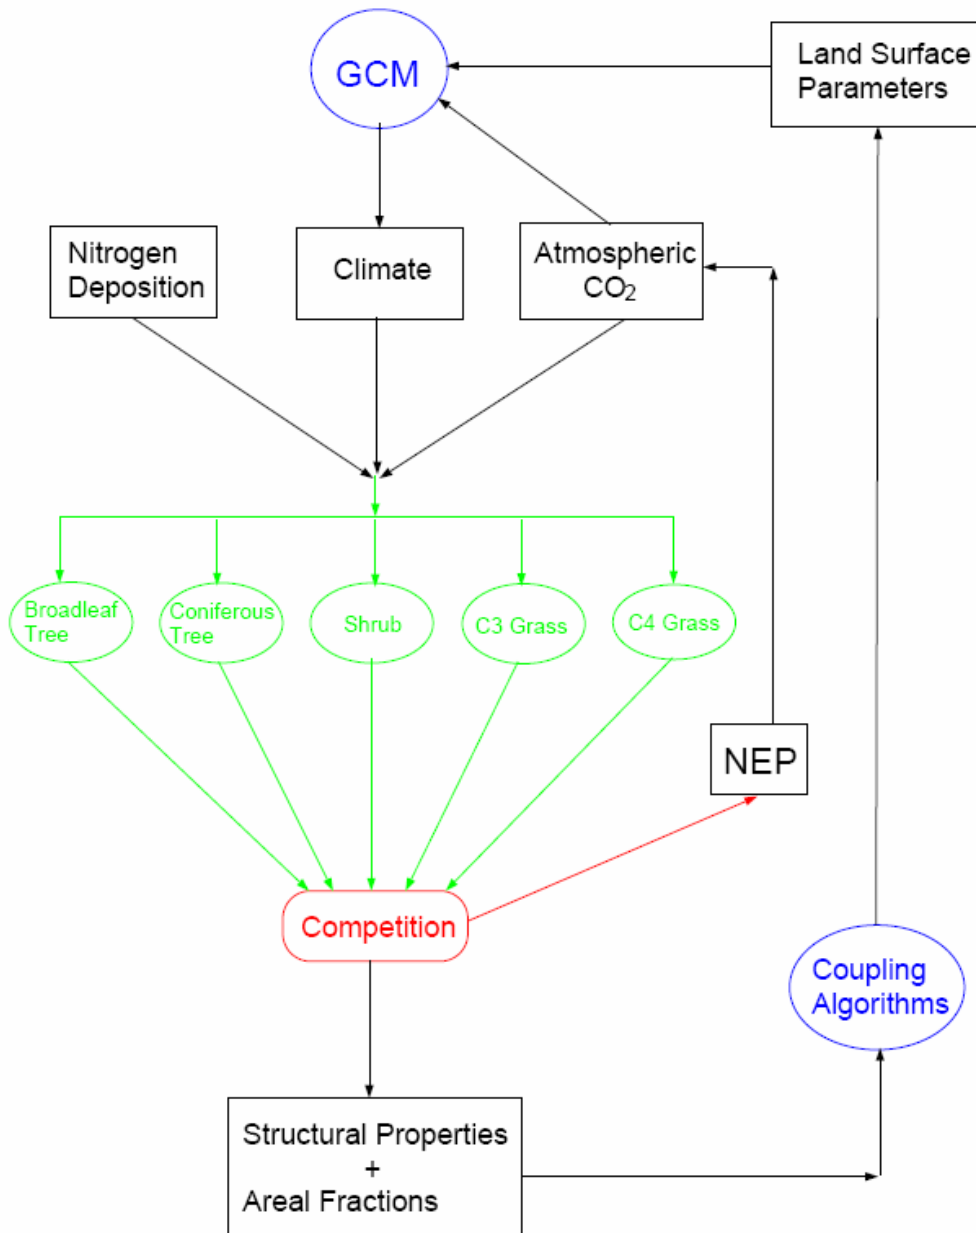 GCM
Land Surface
Parameters
Nitrogen
Deposition
Climate
Atmospheric
CO₂
Broadleaf
Tree
Coniferous
Tree
Shrub
C3 Grass
C4 Grass
NEP
Competition
Coupling
Algorithms
Structural Properties
+
Areal Fractions